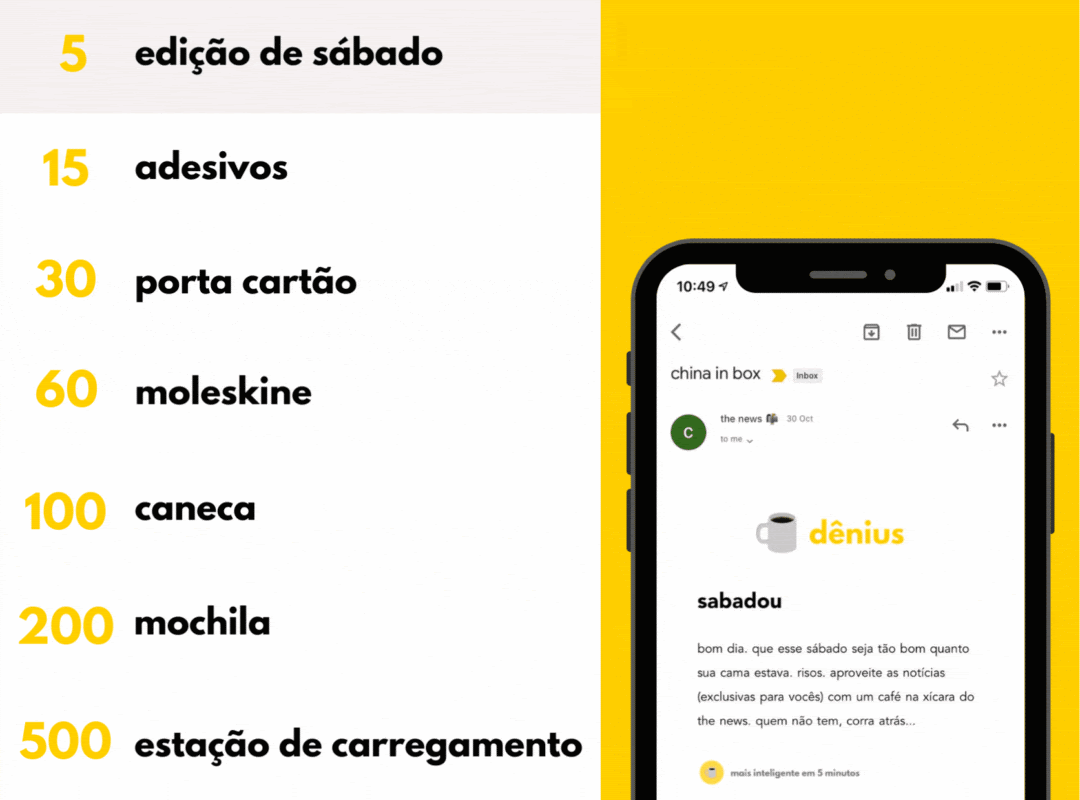 5 edição de sábado
15 adesivos
30 porta cartão
60 moleskine
100 caneca
200 mochila
500 estação de carregamento
10:49
china in box Inbox
the news 30 Oct
C
to me
dênius
sabadou
bom dia. que esse sábado seja tão bom quanto
sua cama estava. risos. aproveite as notícias
(exclusivas para vocês) com um café na xícara do
the news. quem não tem, corra atrás...
mais inteligente em 5 minutos